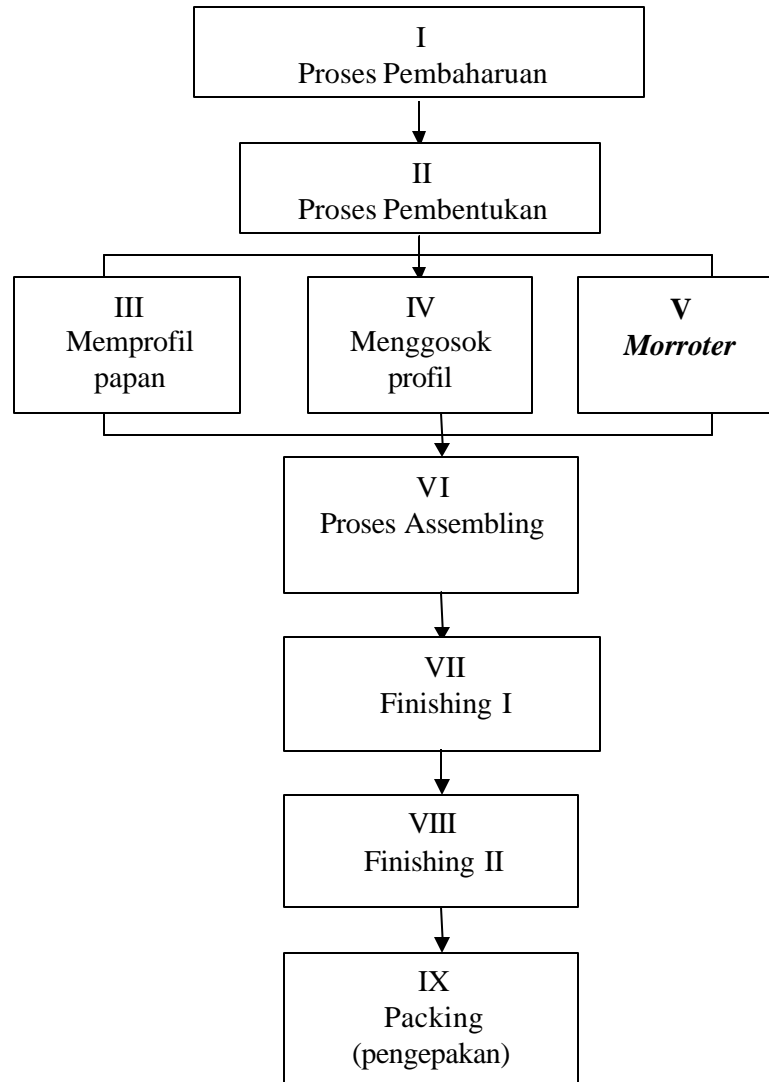 I
Proses Pembaharuan
II
Proses Pembentukan
III
Memprofil
papan
IV
Menggosok
profil
V
Morroter
VI
Proses Assembling
VII
Finishing I
VIII
Finishing II
IX
Packing
(pengepakan)